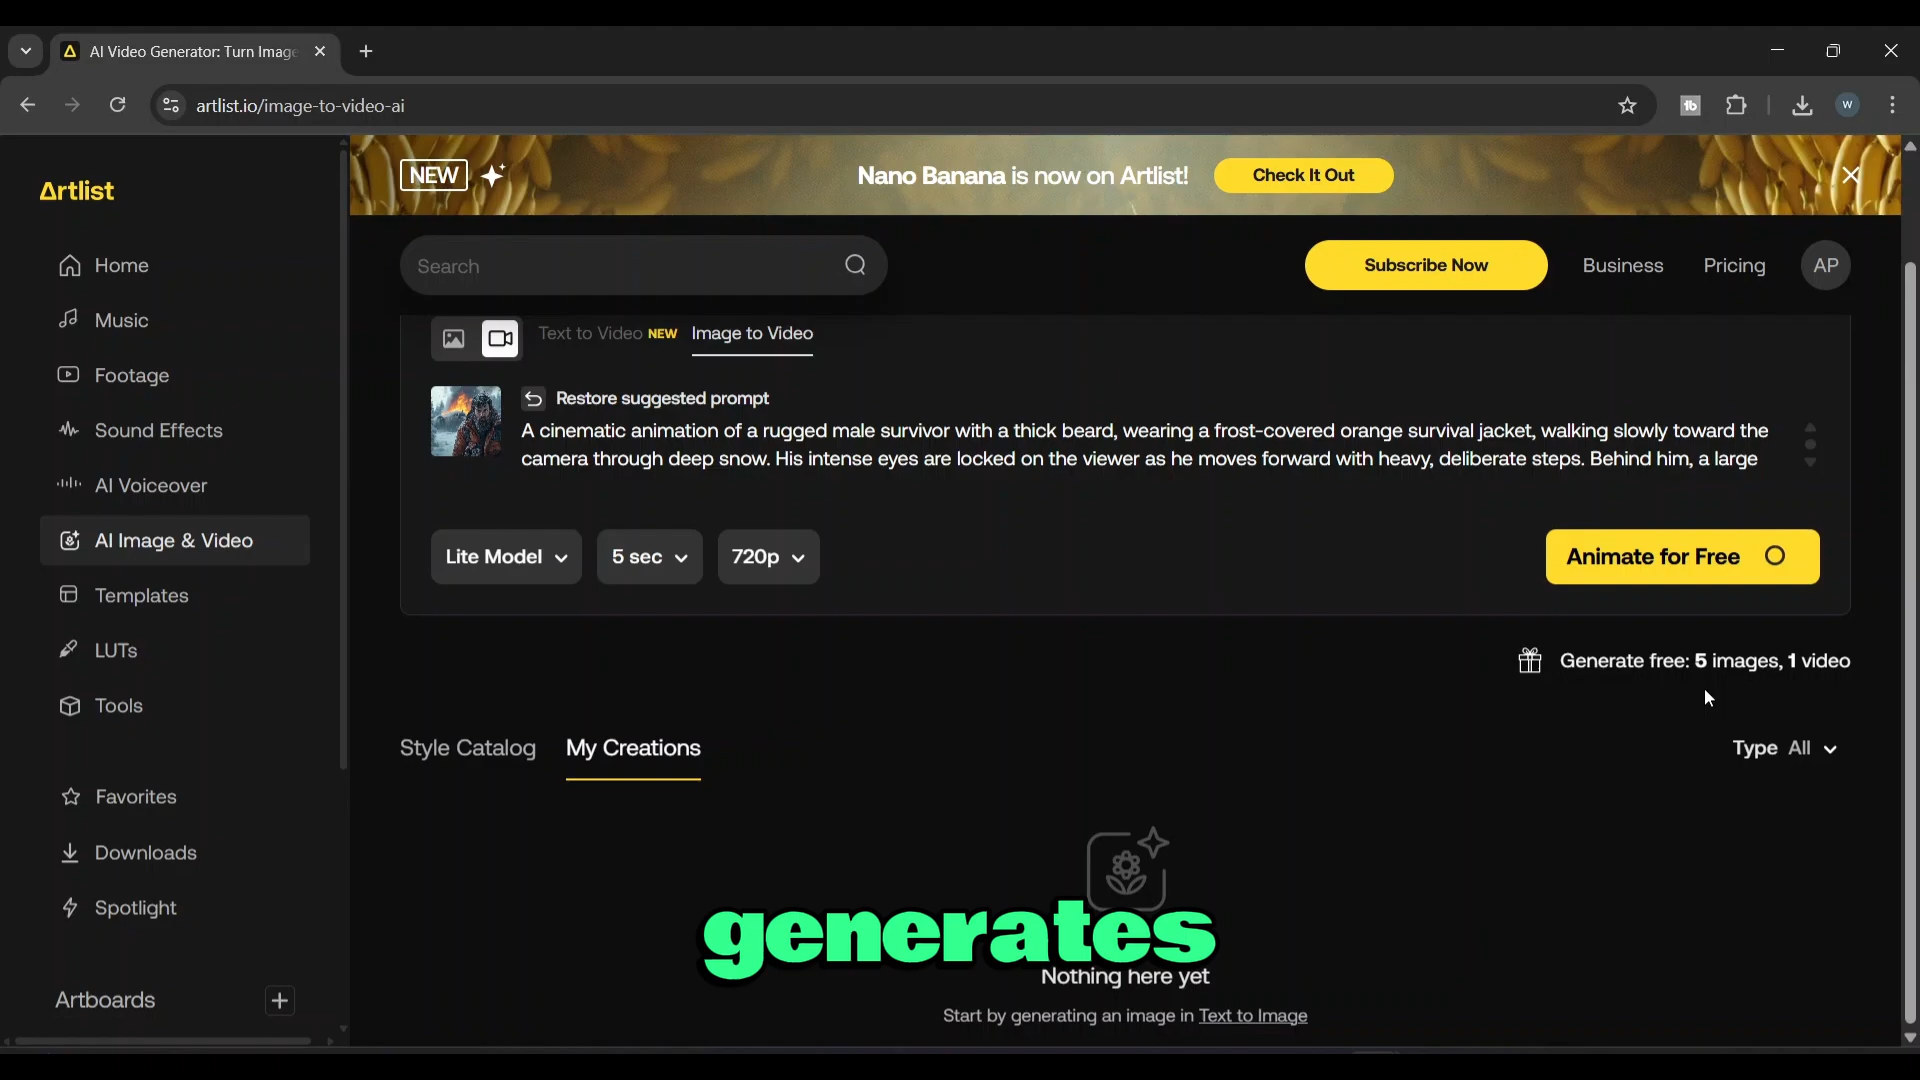 AI Video Generator: Turn Image
artlist.io/image-to-video-ai
W
Artlist
Home
Music
Footage
Sound Effects
AI Voiceover
AI Image & Video
Templates
LUTs
Tools
Favorites
Downloads
Spotlight
Artboards
NEW
Nano Banana is now on Artlist!
Check It Out
Search
Subscribe Now
Business
Pricing
AP
Text to Video NEW
Image to Video
Restore suggested prompt
A cinematic animation of a rugged male survivor with a thick beard, wearing a frost-covered orange survival jacket, walking slowly toward the
camera through deep snow. His intense eyes are locked on the viewer as he moves forward with heavy, deliberate steps. Behind him, a large
Lite Model
5 sec
720p
Animate for Free
Generate free: 5 images, 1 video
Style Catalog
My Creations
Type All
generates
Nothing here yet
Start by generating an image in Text to Image